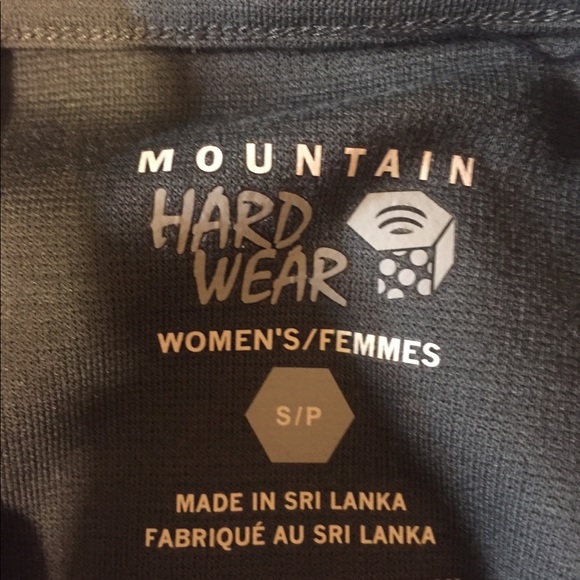 MOUNTAIN
HARD
WEAR
WOMEN'S/FEMMES
S/P
MADE IN SRI LANKA
FABRIQUÉ AU SRI LANKA